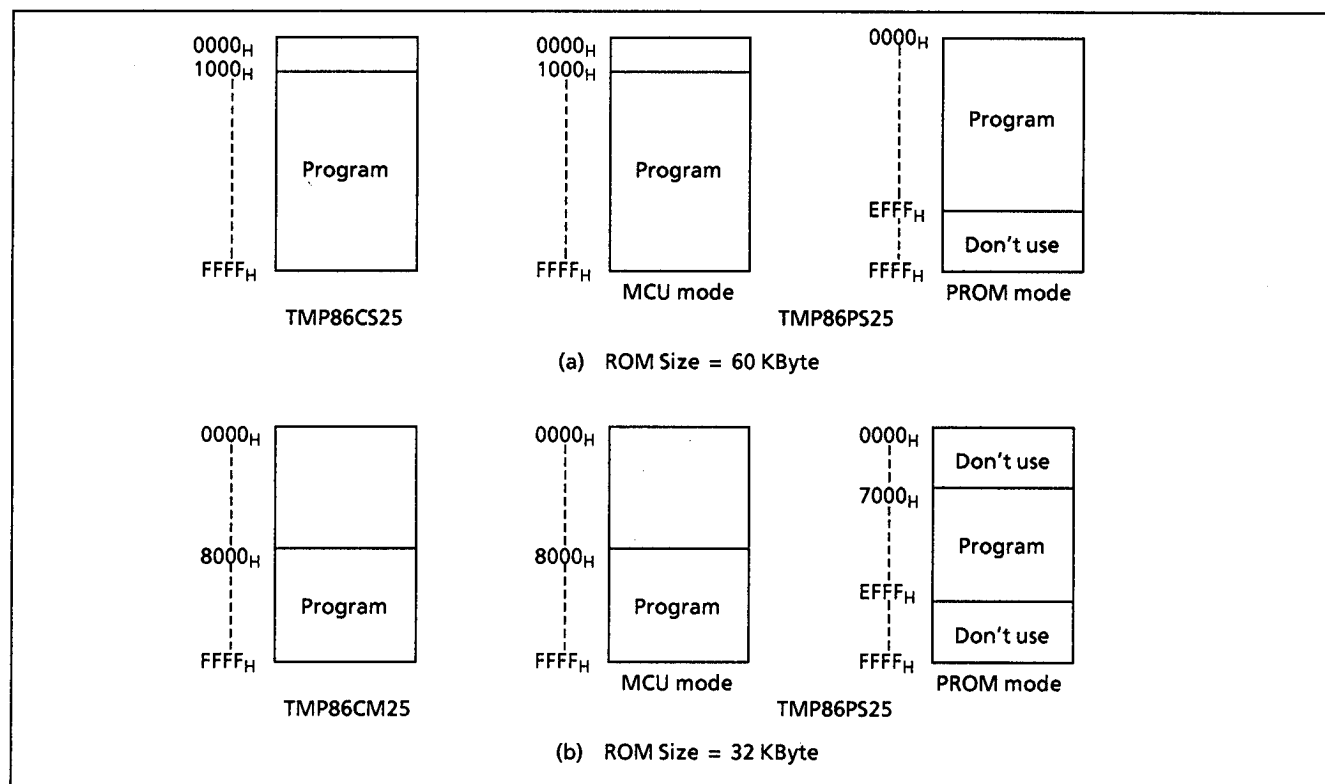 0000H
1000H
Program
FFFFH
TMP86CS25
0000H
1000H
Program
FFFFH
MCU mode
0000H
Program
EFFFH
Don't use
FFFFH
PROM mode
TMP86PS25
(a) ROM Size = 60 KByte
0000H
8000H
Program
FFFFH
TMP86CM25
0000H
8000H
Program
FFFFH
MCU mode
0000H
Don't use
7000H
Program
EFFFH
Don't use
FFFFH
PROM mode
TMP86PS25
(b) ROM Size = 32 KByte